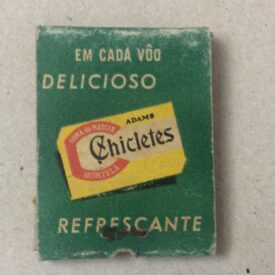 EM CADA VÔO
DELICIOSO
ADAMS
GOMA de MASCAR
Chicletes
HORTELÃ
REFRESCANTE